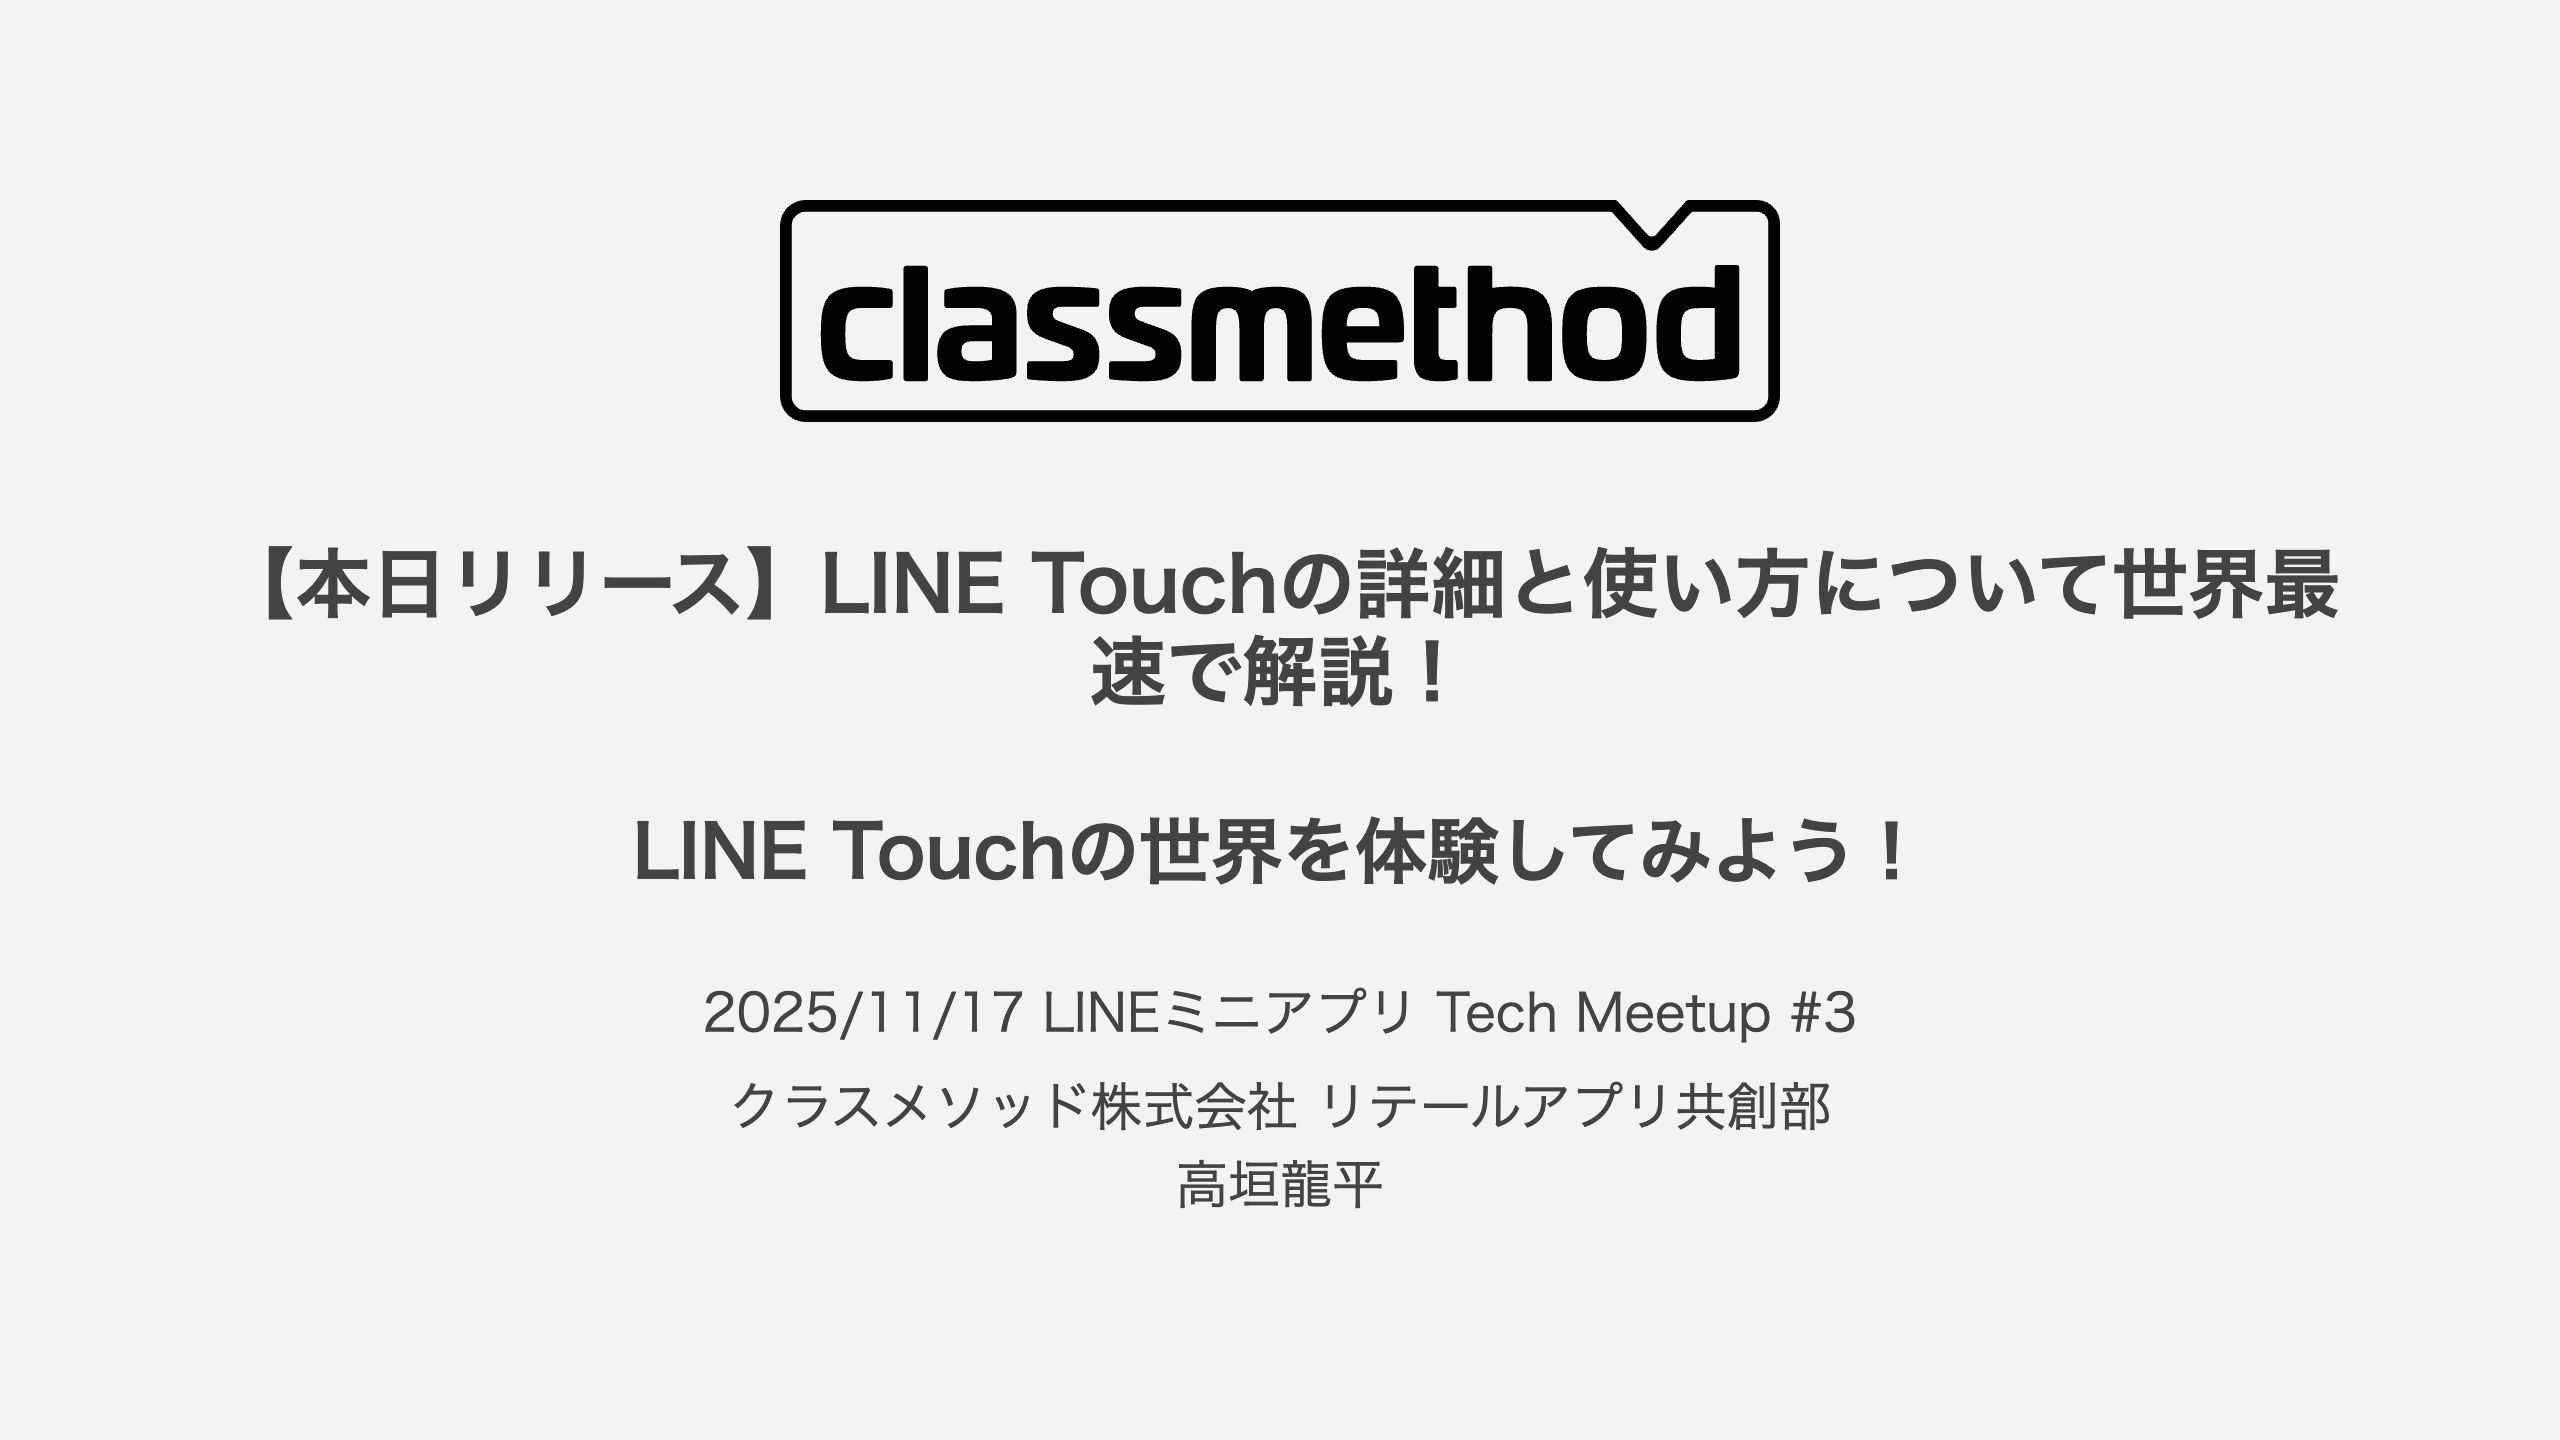 classmethod
【本日リリース】LINE Touchの詳細と使い方について世界最
速で解説！
LINE Touchの世界を体験してみよう！
2025/11/17 LINEミニアプリ Tech Meetup #3
クラスメソッド株式会社 リテールアプリ共創部
高垣龍平